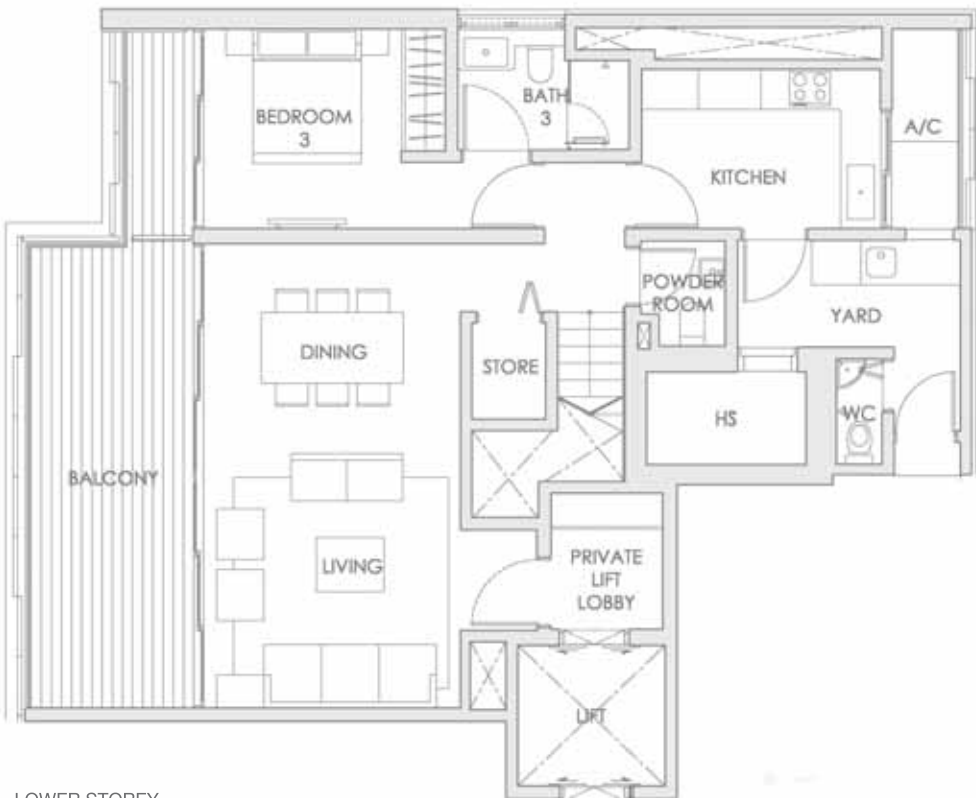 BEDROOM
3
BATH
3
KITCHEN
A/C
POWDER
ROOM
YARD
DINING
STORE
HS
WC
BALCONY
LIVING
PRIVATE
LIFT
LOBBY
LIFT
LOWER STOREY